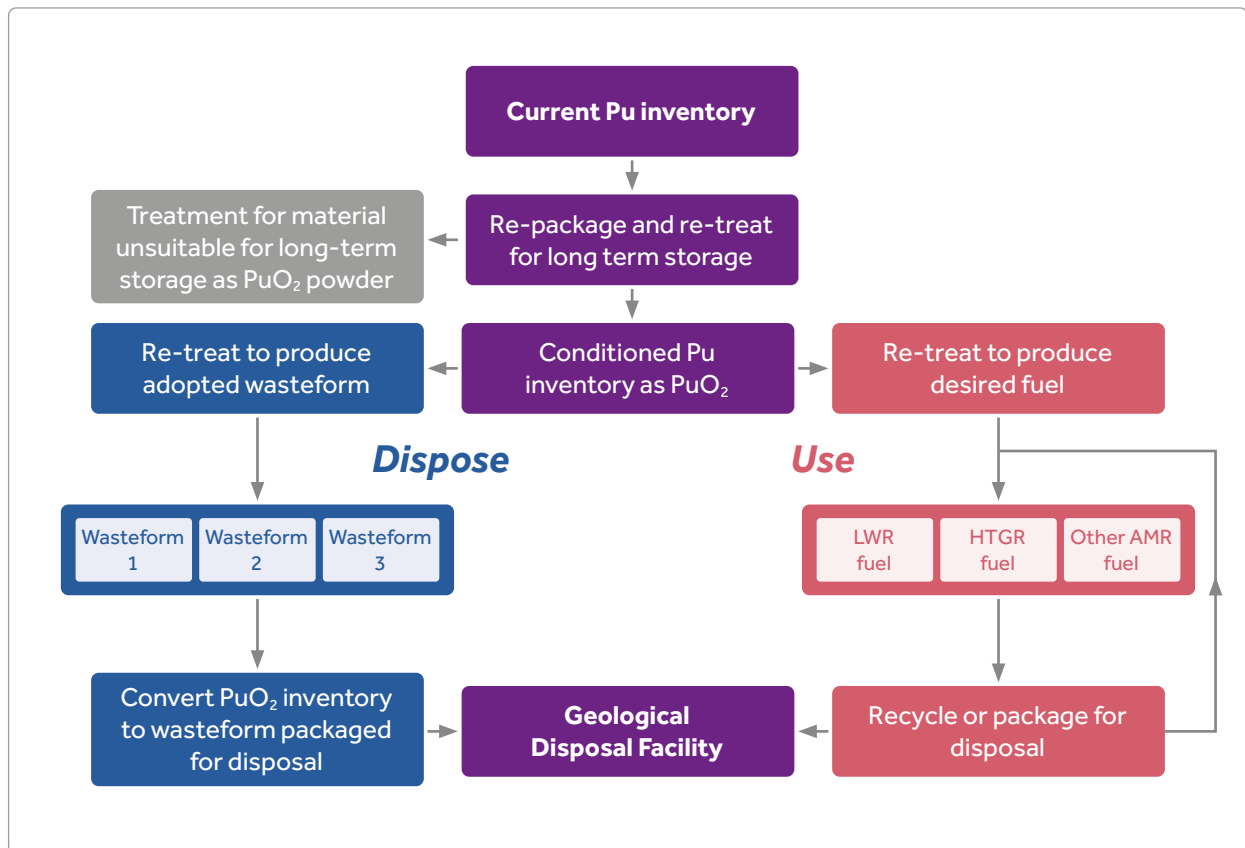 Current Pu inventory
Treatment for material
unsuitable for long-term
storage as PuO₂ powder
Re-package and re-treat
for long term storage
Re-treat to produce
adopted wasteform
Conditioned Pu
inventory as PuO₂
Re-treat to produce
desired fuel
Dispose
Use
Wasteform
1
Wasteform
2
Wasteform
3
LWR
fuel
HTGR
fuel
Other AMR
fuel
Convert PuO₂ inventory
to wasteform packaged
for disposal
Geological
Disposal Facility
Recycle or package for
disposal